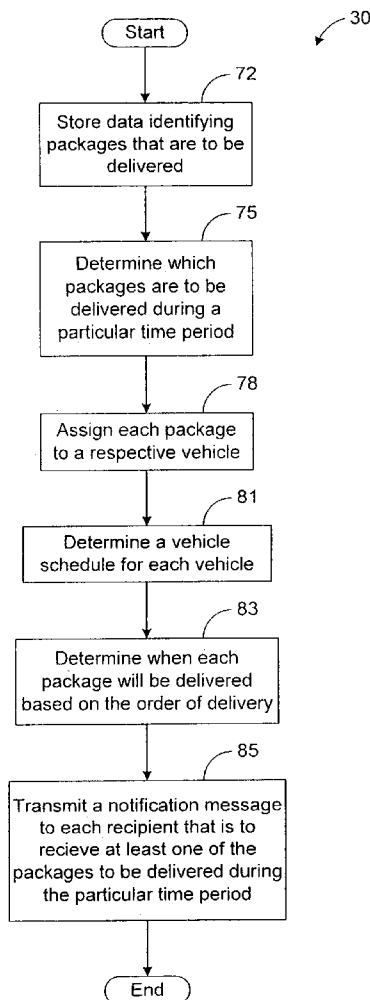 Start
30
72
Store data identifying
packages that are to be
delivered
75
Determine which
packages are to be
delivered during a
particular time period
78
Assign each package
to a respective vehicle
81
Determine a vehicle
schedule for each vehicle
83
Determine when each
package will be delivered
based on the order of delivery
85
Transmit a notification message
to each recipient that is to
recieve at least one of the
packages to be delivered during
the particular time period
End